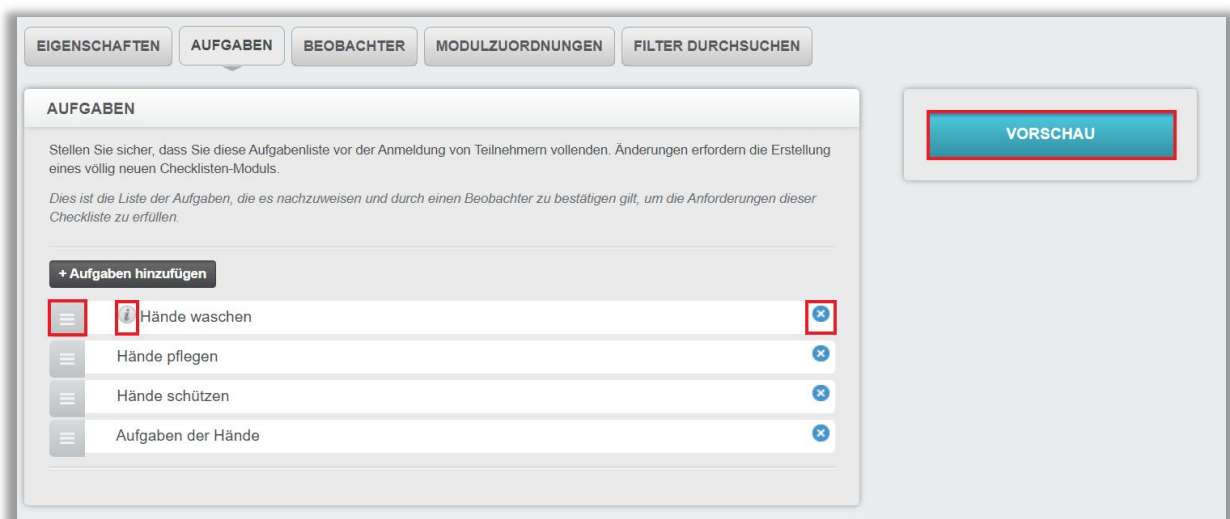 EIGENSCHAFTEN AUFGABEN BEOBACHTER MODULZUORDNUNGEN FILTER DURCHSUCHEN
AUFGABEN
Stellen Sie sicher, dass Sie diese Aufgabenliste vor der Anmeldung von Teilnehmern vollenden. Änderungen erfordern die Erstellung
eines völlig neuen Checklisten-Moduls.
Dies ist die Liste der Aufgaben, die es nachzuweisen und durch einen Beobachter zu bestätigen gilt, um die Anforderungen dieser
Checkliste zu erfüllen.
+ Aufgaben hinzufügen
i Hände waschen
Hände pflegen
Hände schützen
Aufgaben der Hände
VORSCHAU